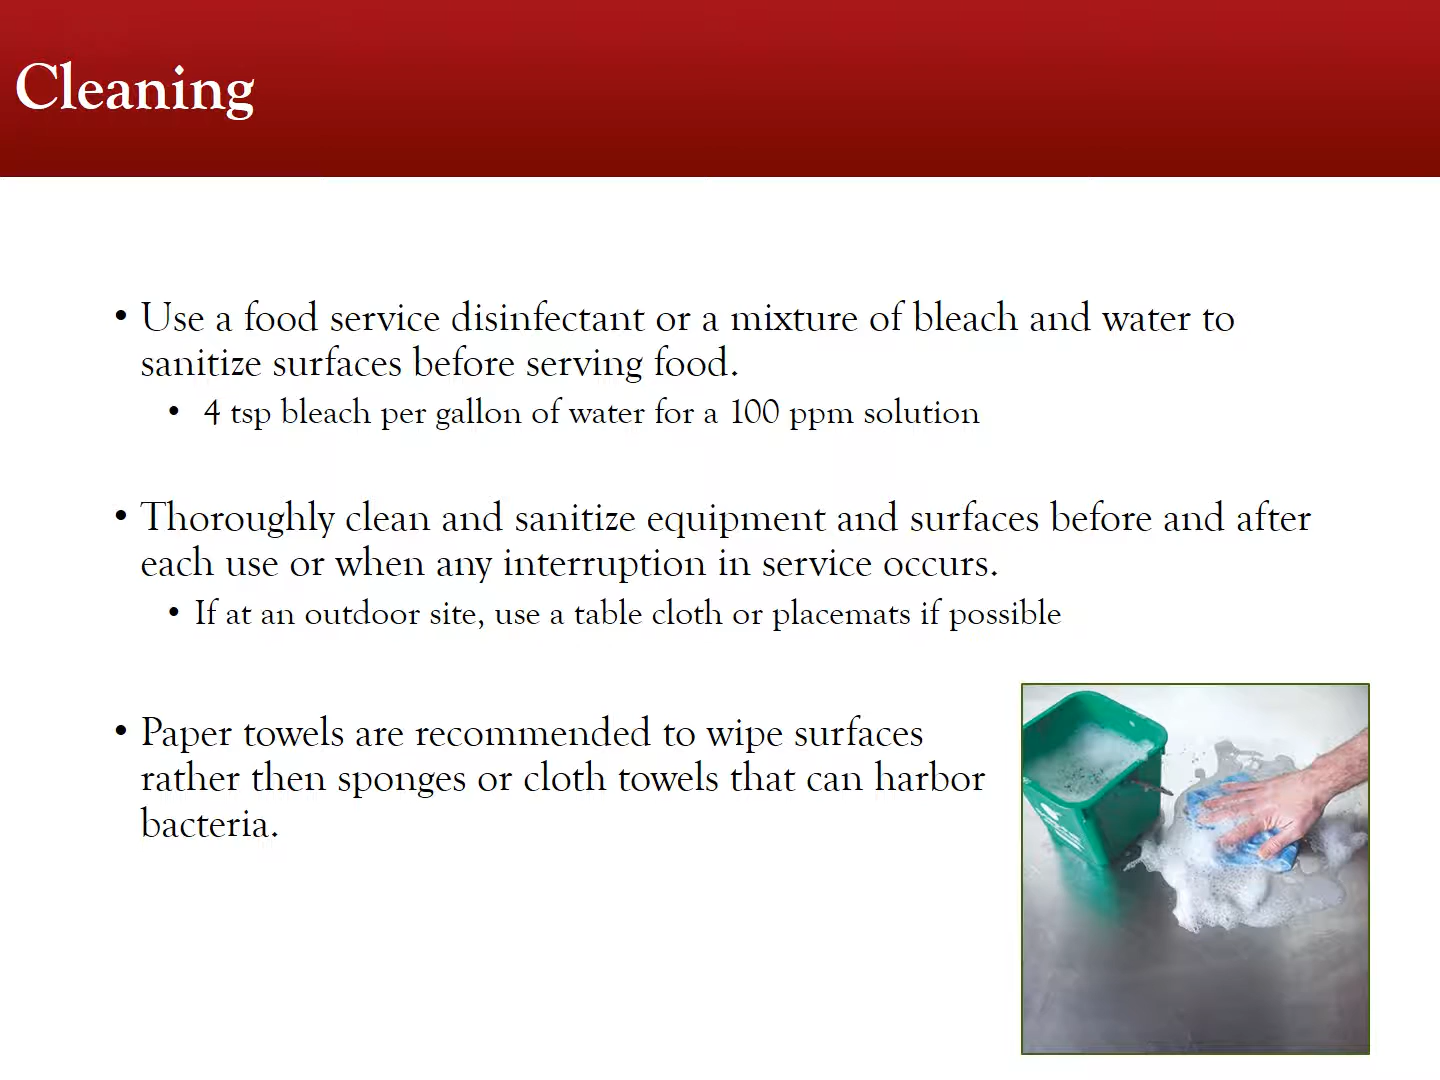 Cleaning
• Use a food service disinfectant or a mixture of bleach and water to
sanitize surfaces before serving food.
• 4 tsp bleach per gallon of water for a 100 ppm solution
• Thoroughly clean and sanitize equipment and surfaces before and after
each use or when any interruption in service occurs.
• If at an outdoor site, use a table cloth or placemats if possible
• Paper towels are recommended to wipe surfaces
rather then sponges or cloth towels that can harbor
bacteria.